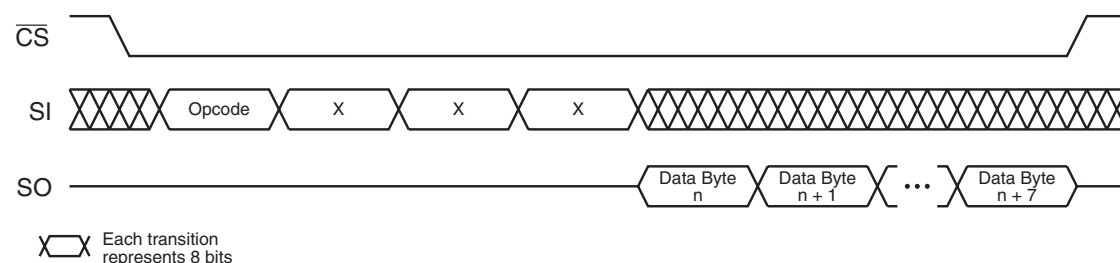 CS
SI
Opcode
X
X
X
SO
Data Byte
n
Data Byte
n + 1
•••
Data Byte
n + 7
Each transition
represents 8 bits